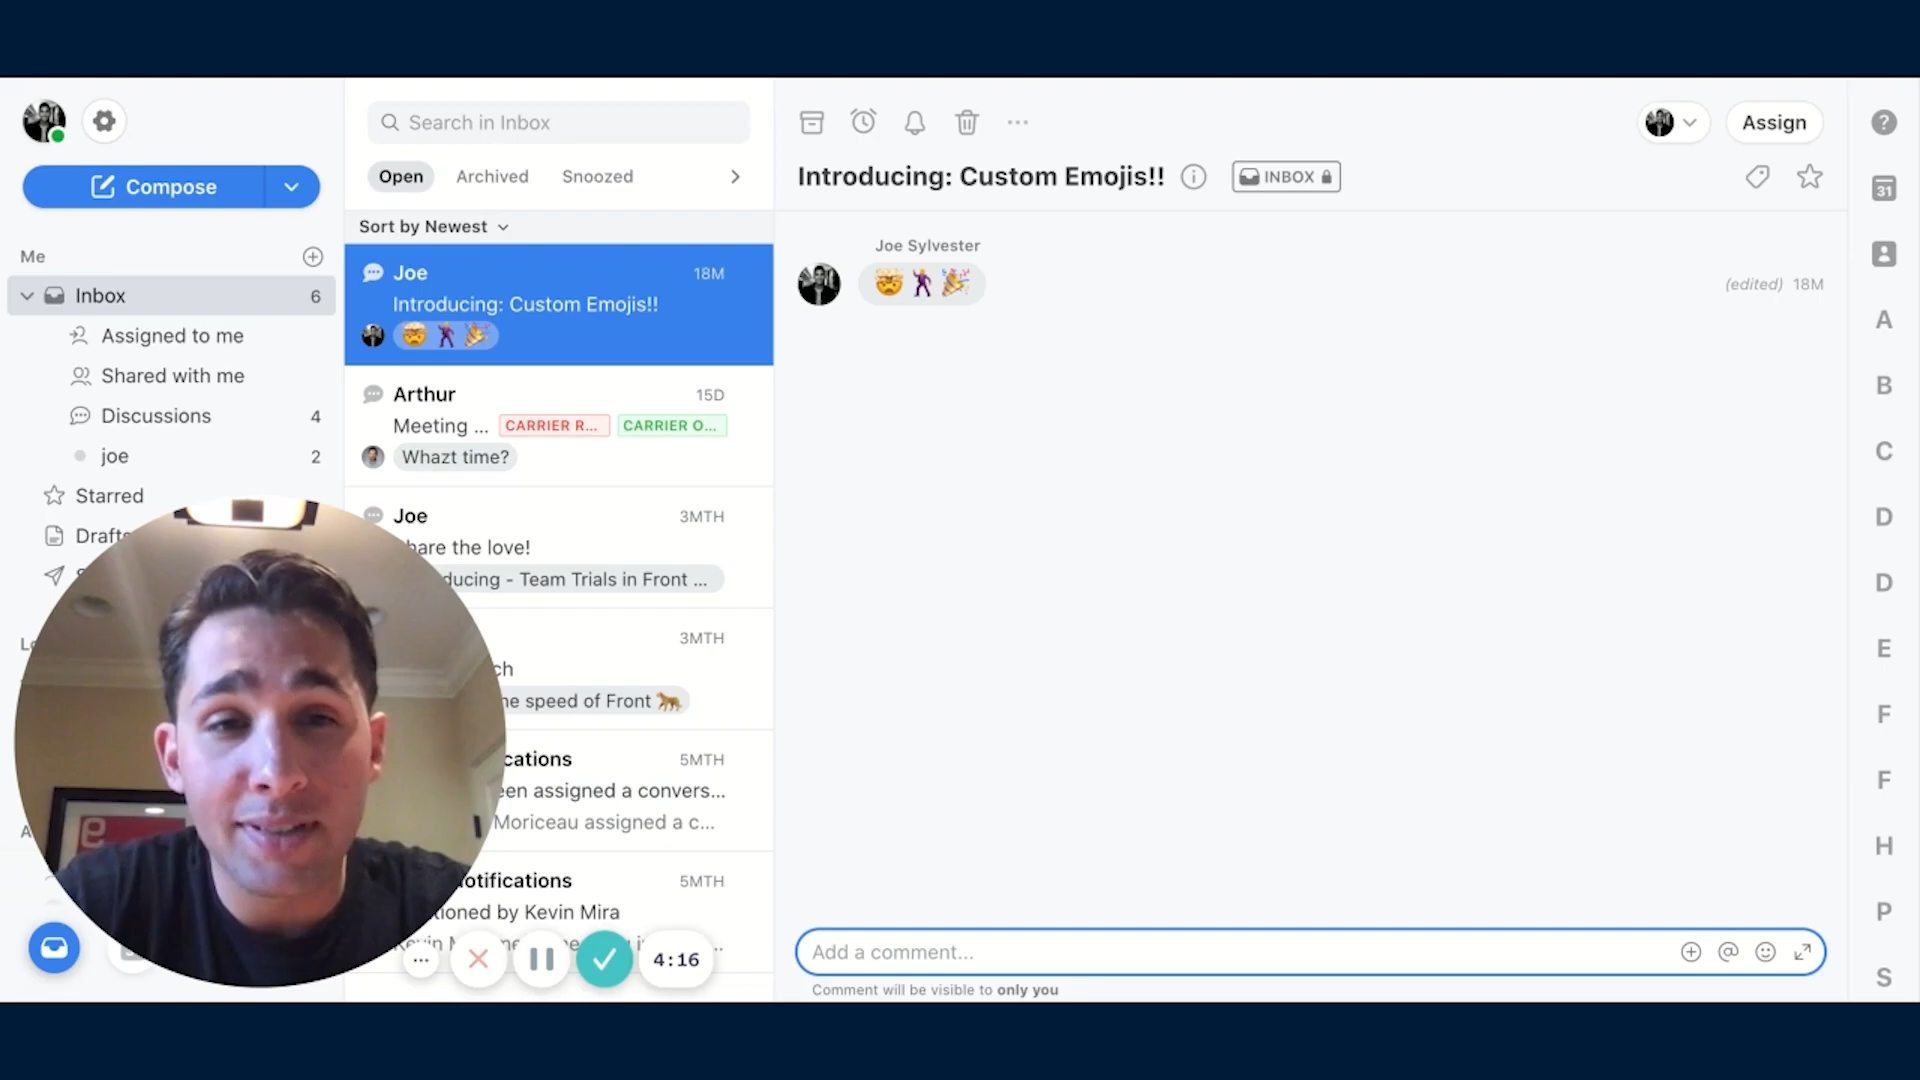 Compose
Me
Inbox 6
Assigned to me
Shared with me
Discussions 4
joe 2
Starred
Drafts
Search in Inbox
Open Archived Snoozed
Sort by Newest
Joe 18M
Introducing: Custom Emojis!!
Arthur 15D
Meeting ... CARRIER R... CARRIER O...
Whazt time?
Joe 3MTH
hare the love!
ducing - Team Trials in Front ...
3MTH
ch
he speed of Front
cations 5MTH
een assigned a convers...
Moriceau assigned a c...
otifications 5MTH
tioned by Kevin Mira
4:16
Assign
Introducing: Custom Emojis!! INBOX
Joe Sylvester
(edited) 18M
Add a comment...
Comment will be visible to only you
31
A
B
C
D
D
E
F
F
H
P
S